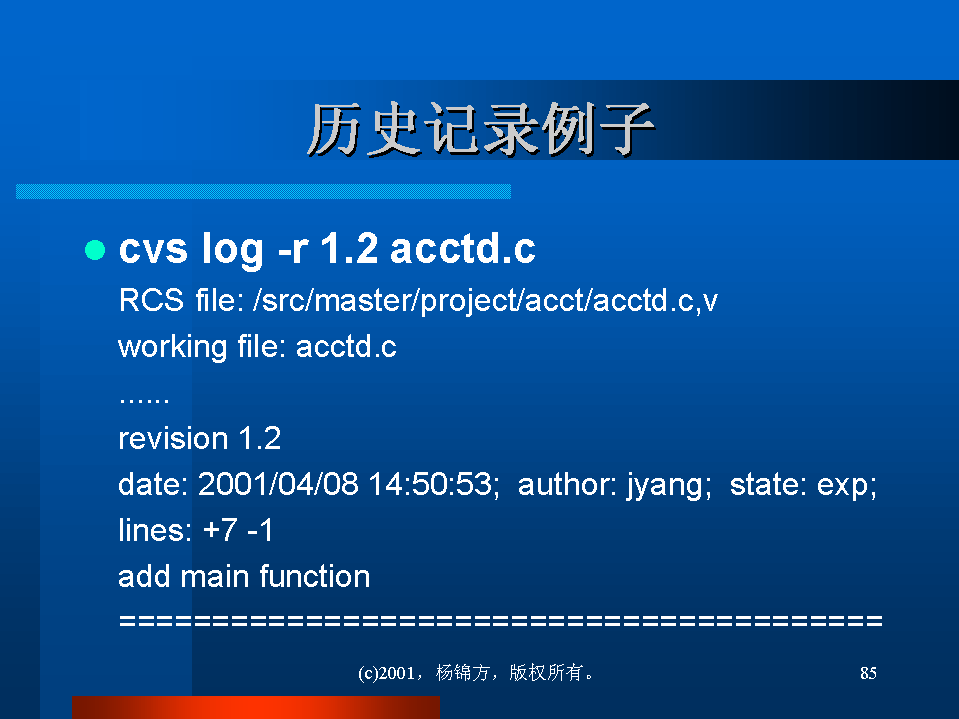 历史记录例子
cvs log -r 1.2 acctd.c
RCS file: /src/master/project/acct/acctd.c,v
working file: acctd.c
......
revision 1.2
date: 2001/04/08 14:50:53;  author: jyang;  state: exp;
lines: +7 -1
add main function
=========================================
(c)2001，杨锦方，版权所有。
85